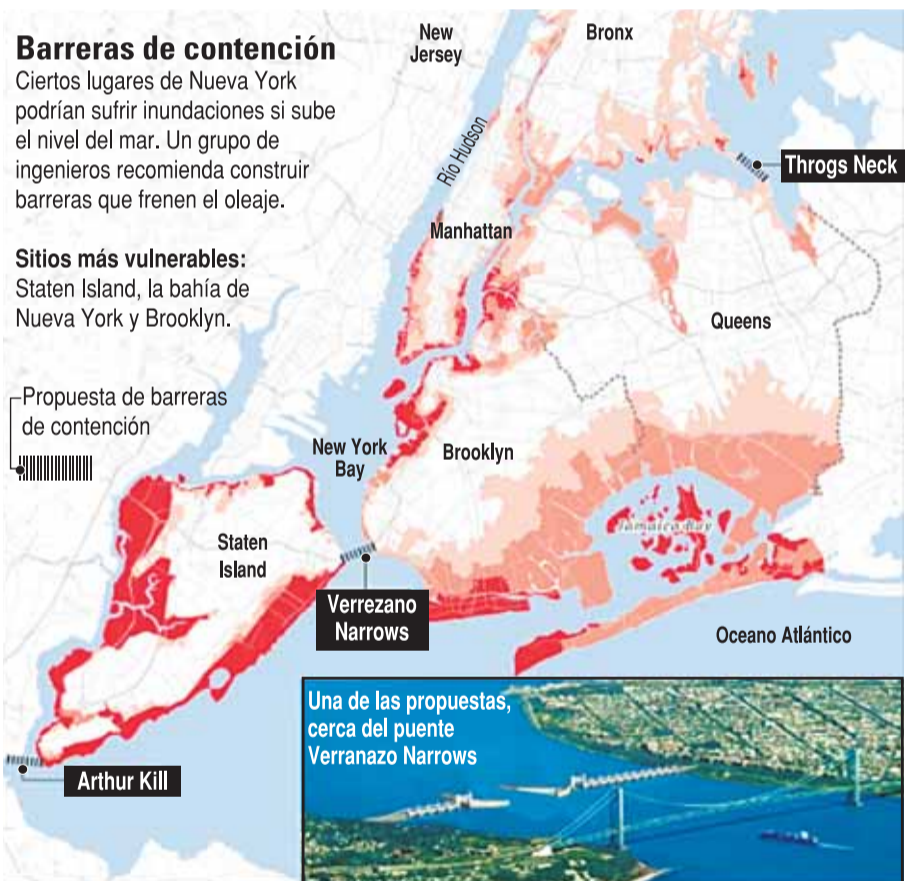 Barreras de contención
Ciertos lugares de Nueva York
podrían sufrir inundaciones si sube
el nivel del mar. Un grupo de
ingenieros recomienda construir
barreras que frenen el oleaje.
Sitios más vulnerables:
Staten Island, la bahía de
Nueva York y Brooklyn.
Propuesta de barreras
de contención
New
Jersey
Bronx
Río Hudson
Throgs Neck
Manhattan
Queens
New York
Bay
Brooklyn
Jamaica Bay
Staten
Island
Verrezano
Narrows
Oceano Atlántico
Arthur Kill
Una de las propuestas,
cerca del puente
Verranazo Narrows